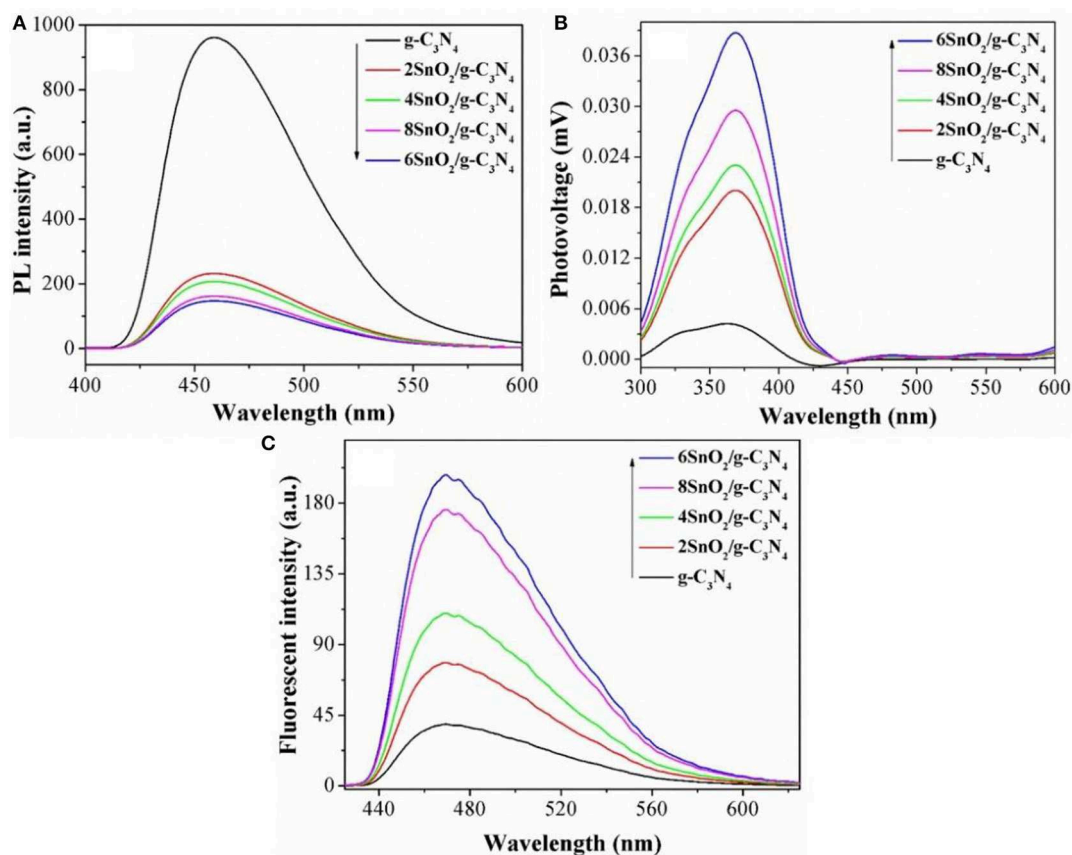 A
1000
800
600
400
200
0
400 450 500 550 600
PL intensity (a.u.)
Wavelength (nm)
g-C₃N₄
2SnO₂/g-C₃N₄
4SnO₂/g-C₃N₄
8SnO₂/g-C₃N₄
6SnO₂/g-C₃N₄
B
0.036
0.030
0.024
0.018
0.012
0.006
0.000
300 350 400 450 500 550 600
Photovoltage (mV)
Wavelength (nm)
6SnO₂/g-C₃N₄
8SnO₂/g-C₃N₄
4SnO₂/g-C₃N₄
2SnO₂/g-C₃N₄
g-C₃N₄
C
180
135
90
45
0
440 480 520 560 600
Fluorescent intensity (a.u.)
Wavelength (nm)
6SnO₂/g-C₃N₄
8SnO₂/g-C₃N₄
4SnO₂/g-C₃N₄
2SnO₂/g-C₃N₄
g-C₃N₄